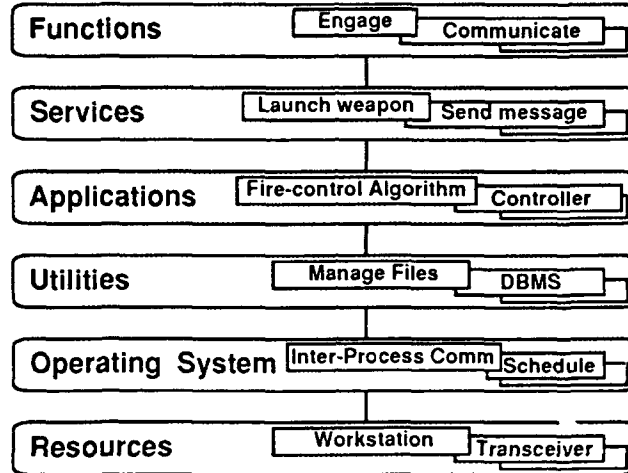 Functions Engage Communicate
Services Launch weapon Send message
Applications Fire-control Algorithm Controller
Utilities Manage Files DBMS
Operating System Inter-Process Comm Schedule
Resources Workstation Transceiver